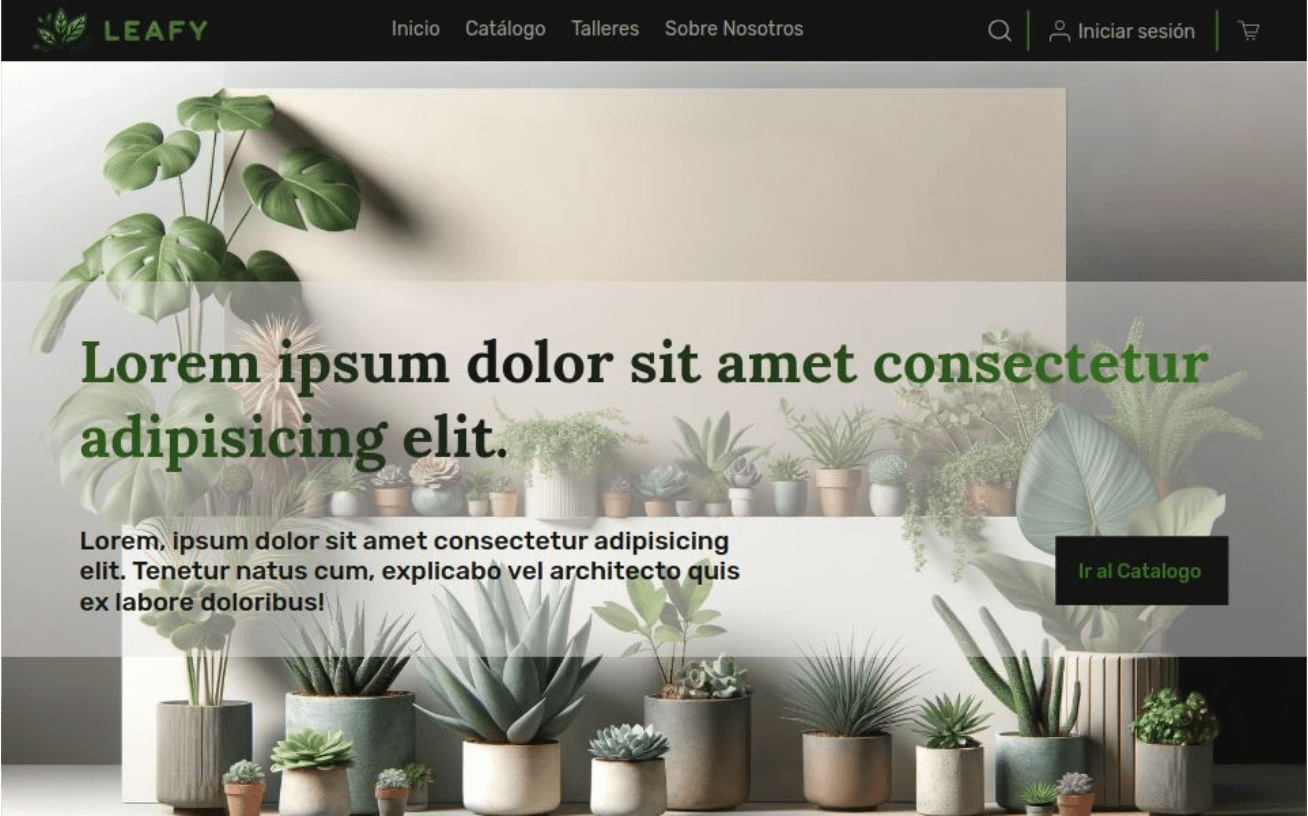 LEAFY
Inicio Catálogo Talleres Sobre Nosotros
Iniciar sesión
Lorem ipsum dolor sit amet consectetur
adipisicing elit.
Lorem, ipsum dolor sit amet consectetur adipisicing
elit. Tenetur natus cum, explicabo vel architecto quis
ex labore doloribus!
Ir al Catalogo